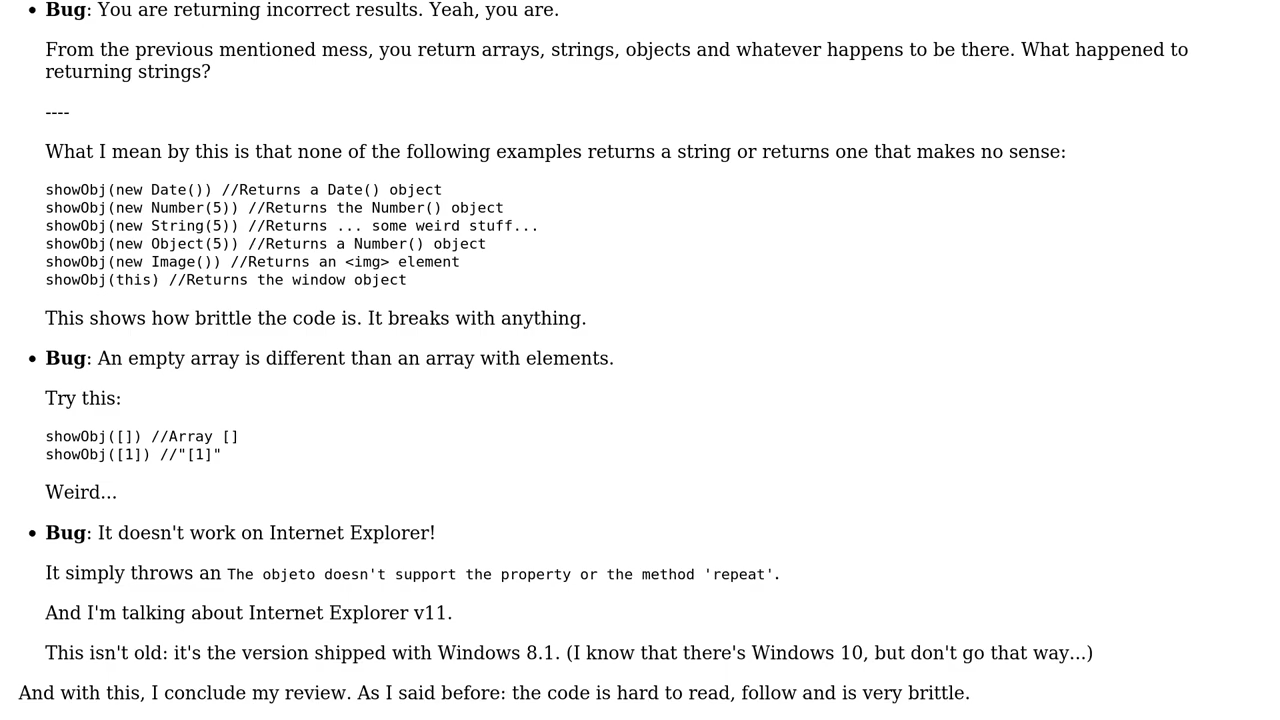 • Bug: You are returning incorrect results. Yeah, you are.
From the previous mentioned mess, you return arrays, strings, objects and whatever happens to be there. What happened to
returning strings?
----
What I mean by this is that none of the following examples returns a string or returns one that makes no sense:
showObj(new Date()) //Returns a Date() object
showObj(new Number(5)) //Returns the Number() object
showObj(new String(5)) //Returns ... some weird stuff...
showObj(new Object(5)) //Returns a Number() object
showObj(new Image()) //Returns an <img> element
showObj(this) //Returns the window object
This shows how brittle the code is. It breaks with anything.
• Bug: An empty array is different than an array with elements.
Try this:
showObj([]) //Array []
showObj([1]) //"[1]"
Weird...
• Bug: It doesn't work on Internet Explorer!
It simply throws an The objeto doesn't support the property or the method 'repeat'.
And I'm talking about Internet Explorer v11.
This isn't old: it's the version shipped with Windows 8.1. (I know that there's Windows 10, but don't go that way...)
And with this, I conclude my review. As I said before: the code is hard to read, follow and is very brittle.